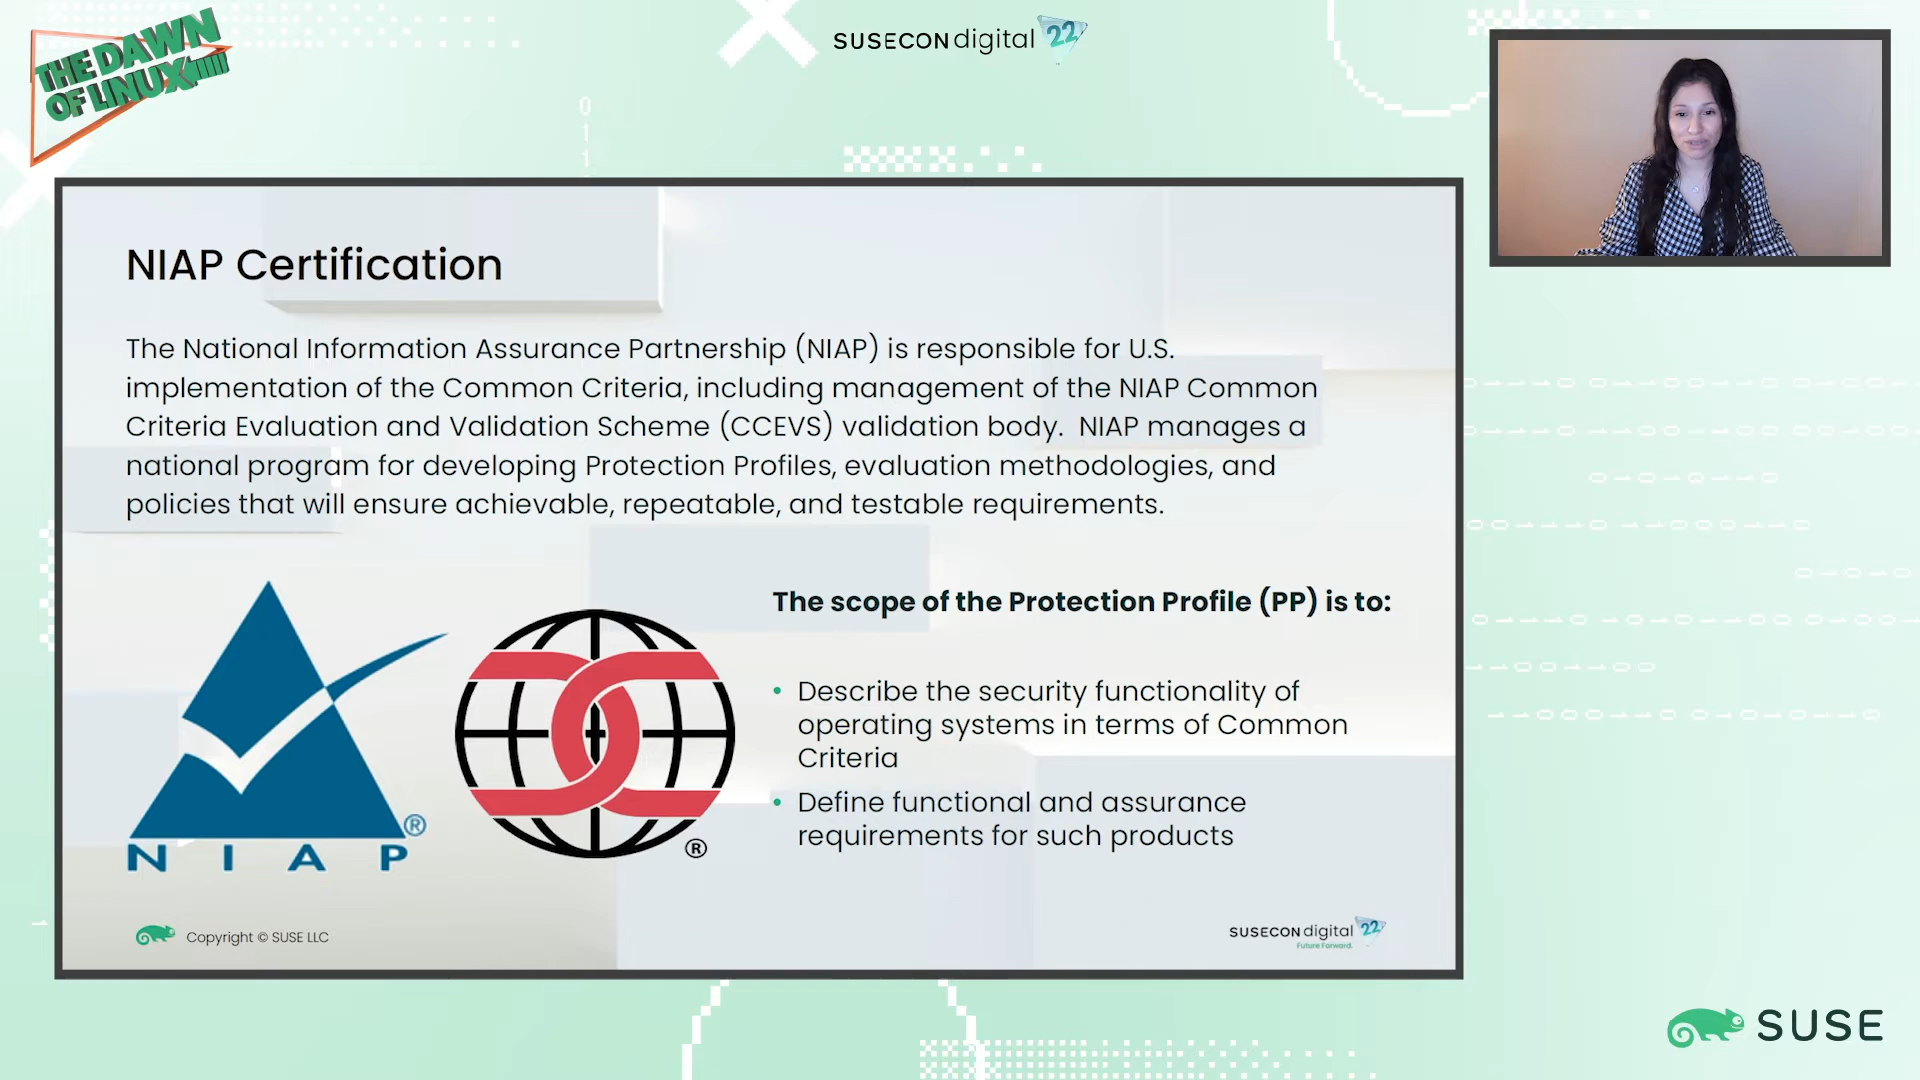 THE DAWN
OF LINUX
SUSECON digital 22
NIAP Certification
The National Information Assurance Partnership (NIAP) is responsible for U.S.
implementation of the Common Criteria, including management of the NIAP Common
Criteria Evaluation and Validation Scheme (CCEVS) validation body.  NIAP manages a
national program for developing Protection Profiles, evaluation methodologies, and
policies that will ensure achievable, repeatable, and testable requirements.
NIAP®
®
The scope of the Protection Profile (PP) is to:
• Describe the security functionality of
operating systems in terms of Common
Criteria
• Define functional and assurance
requirements for such products
Copyright © SUSE LLC
SUSECON digital 22
Future Forward.
SUSE